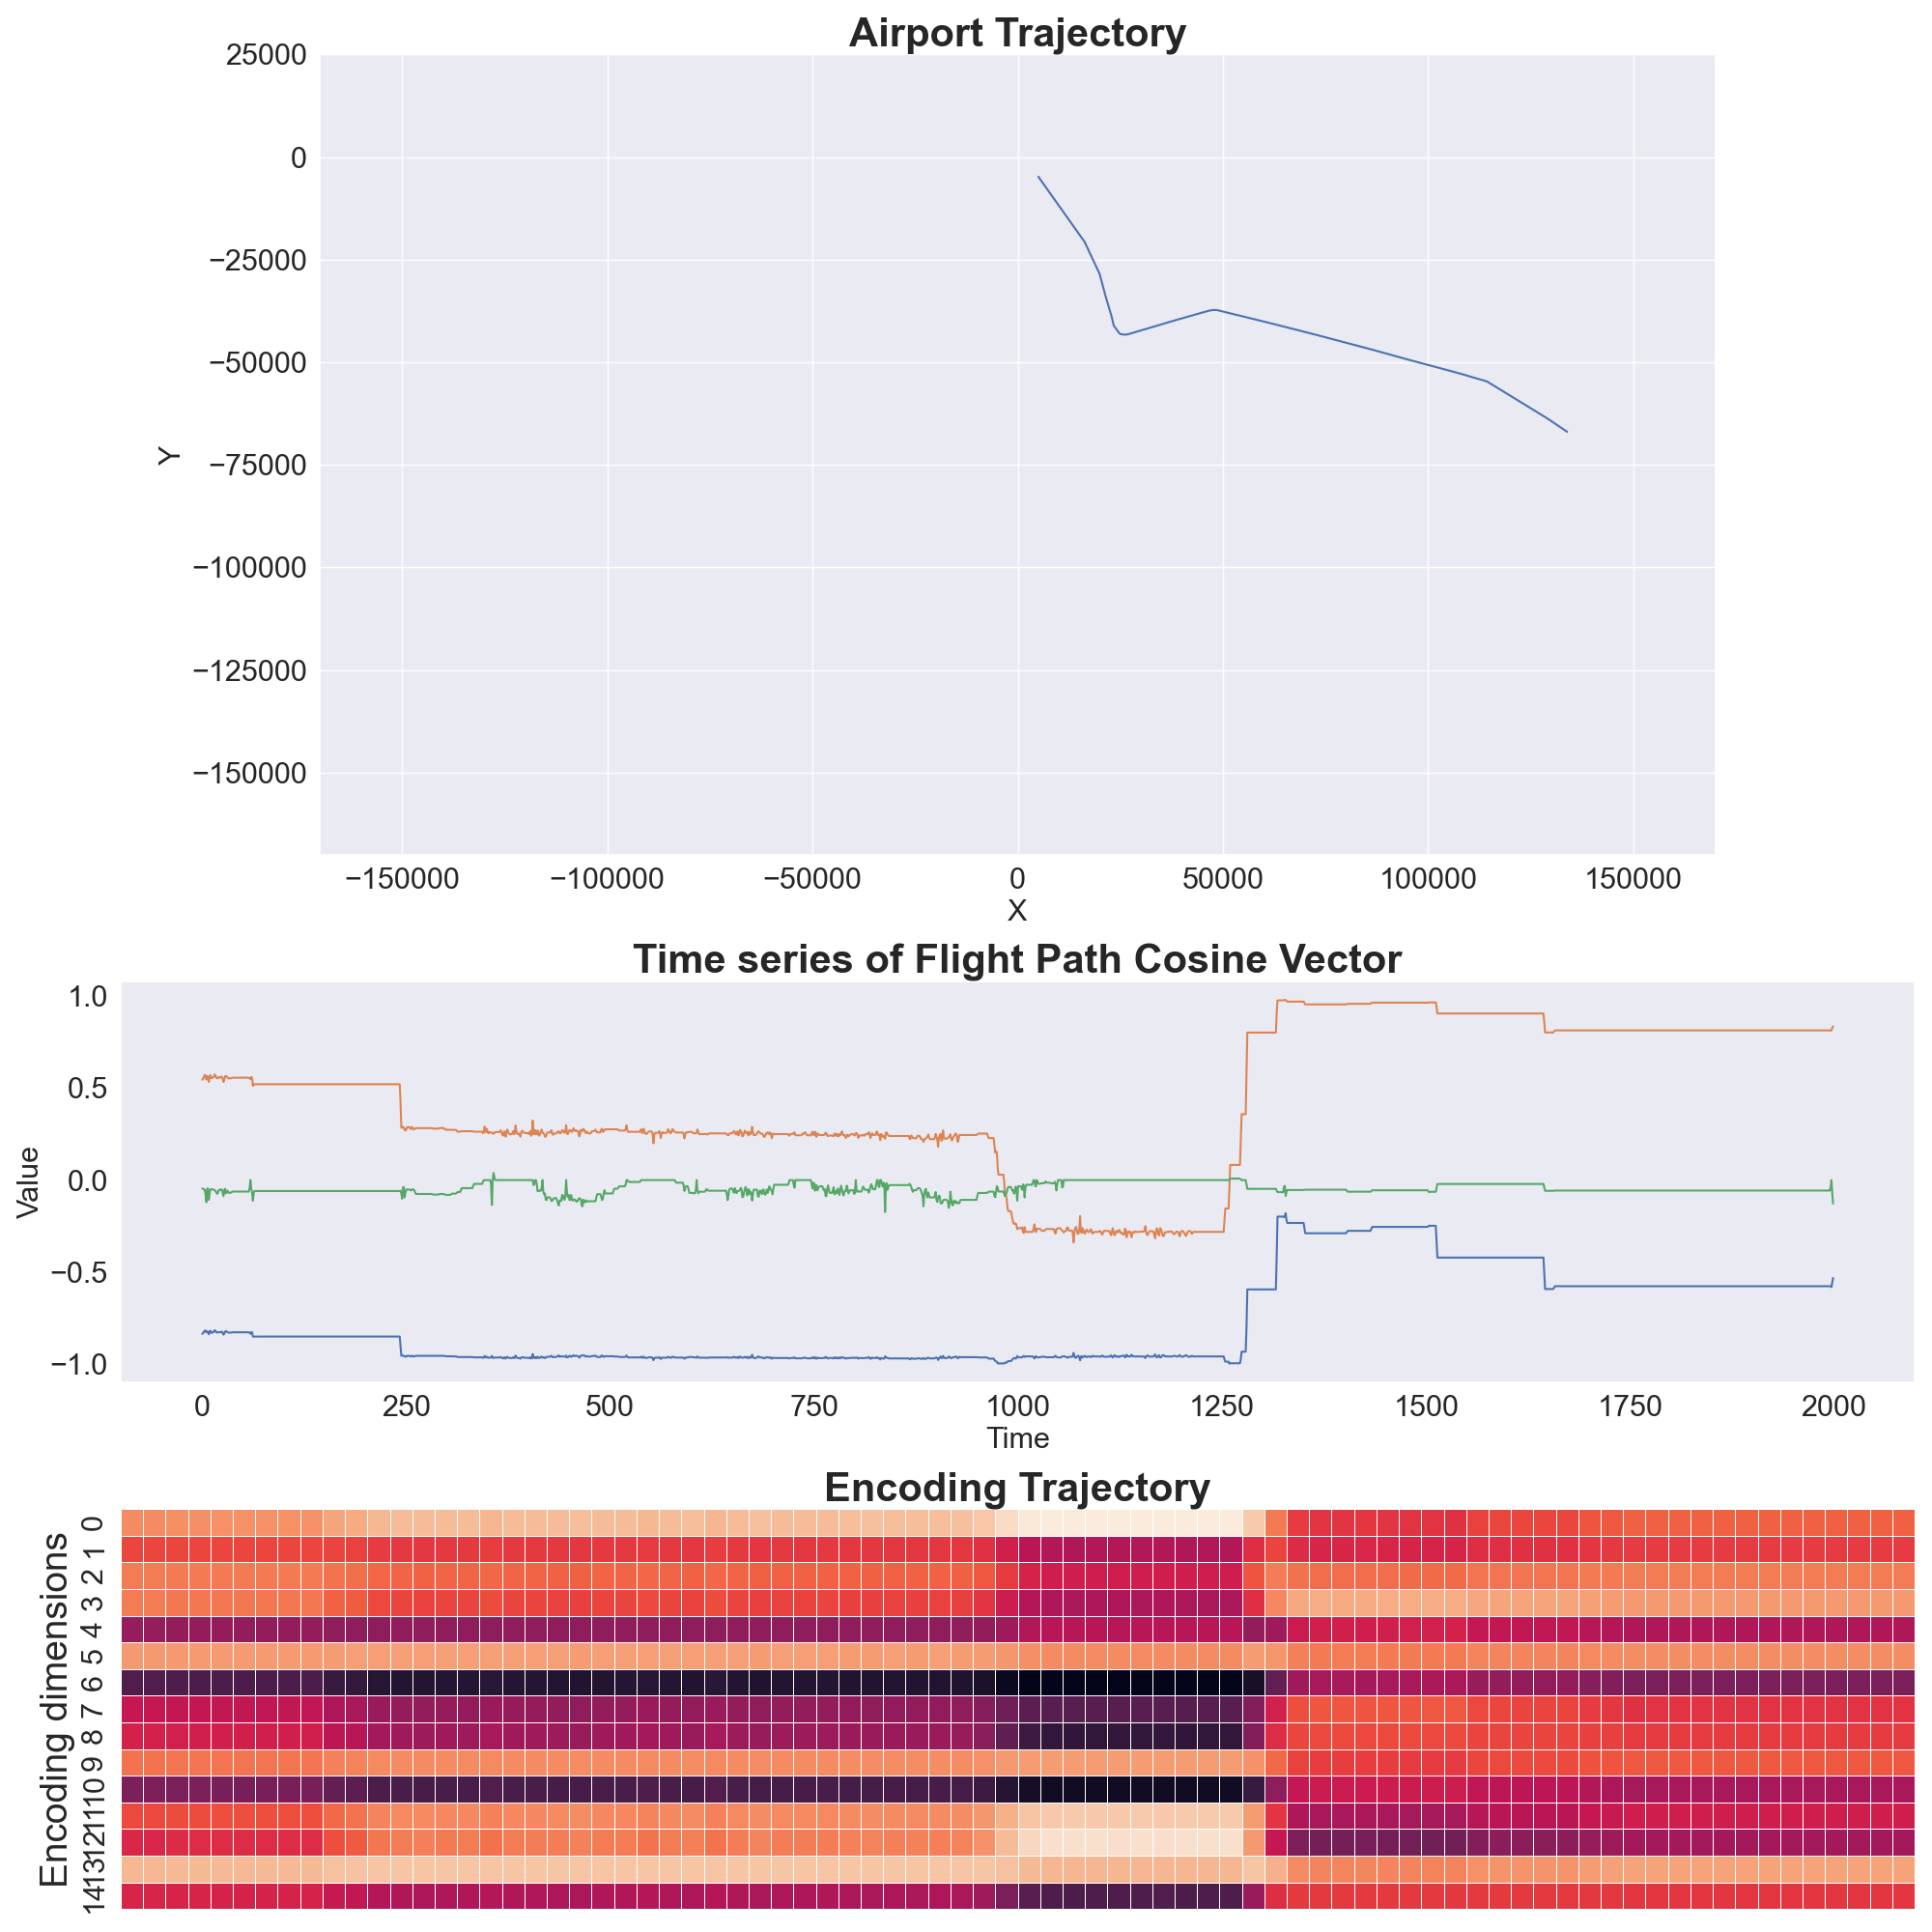 Airport Trajectory
25000
0
−25000
−50000
−75000
−100000
−125000
−150000
Y
−150000 −100000 −50000 0 50000 100000 150000
X
Time series of Flight Path Cosine Vector
1.0
0.5
0.0
−0.5
−1.0
Value
0 250 500 750 1000 1250 1500 1750 2000
Time
Encoding Trajectory
Encoding dimensions
0
1
2
3
4
5
6
7
8
9
10
11
12
13
14